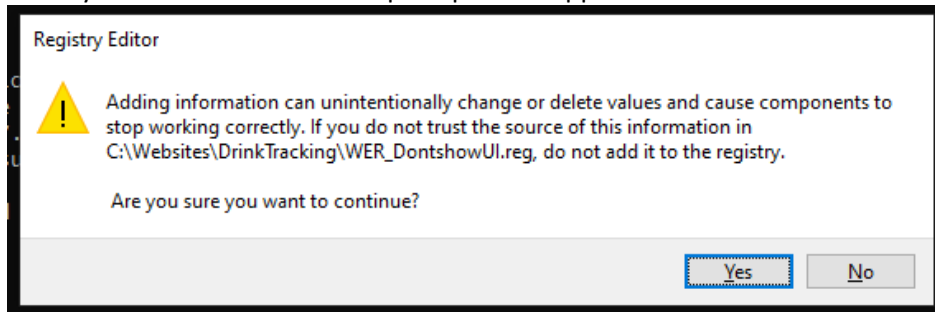 Registry Editor
Adding information can unintentionally change or delete values and cause components to
stop working correctly. If you do not trust the source of this information in
C:\Websites\DrinkTracking\WER_DontshowUI.reg, do not add it to the registry.
Are you sure you want to continue?
Yes No